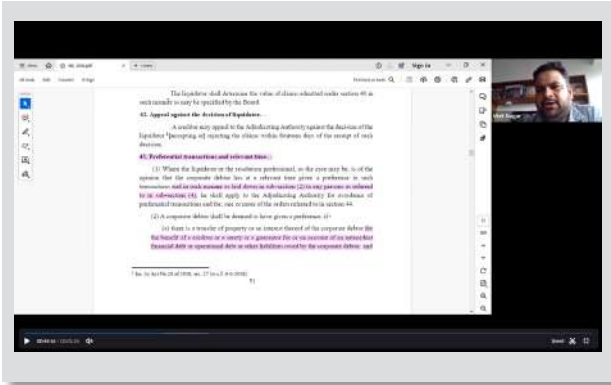 Sign in
The liquidator shall determine the value of claims admitted under section 40 in
such manner as may be specified by the Board.
42. Appeal against the decision of liquidator.
A creditor may appeal to the Adjudicating Authority against the decision of the
liquidator accepting or rejecting the claims within fourteen days of the receipt of such
decision.
43. Preferential transactions and relevant time.
(1) Where the liquidator or the resolution professional, as the case may be, is of the
opinion that the corporate debtor has at a relevant time given a preference in such
transactions and in such manner as laid down in sub-section (2) to any persons as referred
to in sub-section (4), he shall apply to the Adjudicating Authority for avoidance of
preferential transactions and for, one or more of the orders referred to in section 44.
(2) A corporate debtor shall be deemed to have given a preference, if–
(a) there is a transfer of property or an interest thereof of the corporate debtor for
the benefit of a creditor or a surety or a guarantor for or on account of an antecedent
financial debt or operational debt or other liabilities owed by the corporate debtor; and